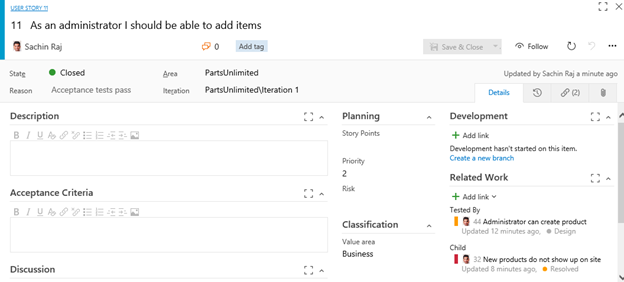 USER STORY 11
11 As an administrator I should be able to add items
Sachin Raj 0 Add tag Save & Close Follow
State Closed Area PartsUnlimited Updated by Sachin Raj a minute ago
Reason Acceptance tests pass Iteration PartsUnlimited\Iteration 1
Details (2)
Description Planning Development
Story Points
Add link
B I U
Development hasn't started on this item.
Priority
Create a new branch
2
Related Work
Risk
Acceptance Criteria
Add link
B I U
Tested By
Classification
44 Administrator can create product
Updated 12 minutes ago, Design
Value area
Child
Business
32 New products do not show up on site
Discussion
Updated 8 minutes ago, Resolved